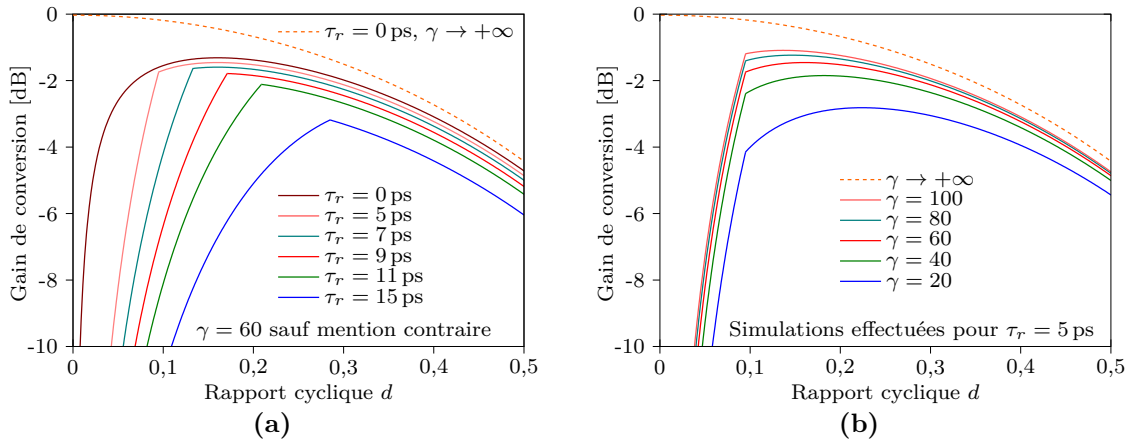 0
-2
-4
-6
-8
-10
0
0,1
0,2
0,3
0,4
0,5
Gain de conversion [dB]
Rapport cyclique d
τr = 0 ps, γ → +∞
τr = 0 ps
τr = 5 ps
τr = 7 ps
τr = 9 ps
τr = 11 ps
τr = 15 ps
γ = 60 sauf mention contraire
(a)
0
-2
-4
-6
-8
-10
0
0,1
0,2
0,3
0,4
0,5
Gain de conversion [dB]
Rapport cyclique d
γ → +∞
γ = 100
γ = 80
γ = 60
γ = 40
γ = 20
Simulations effectuées pour τr = 5 ps
(b)